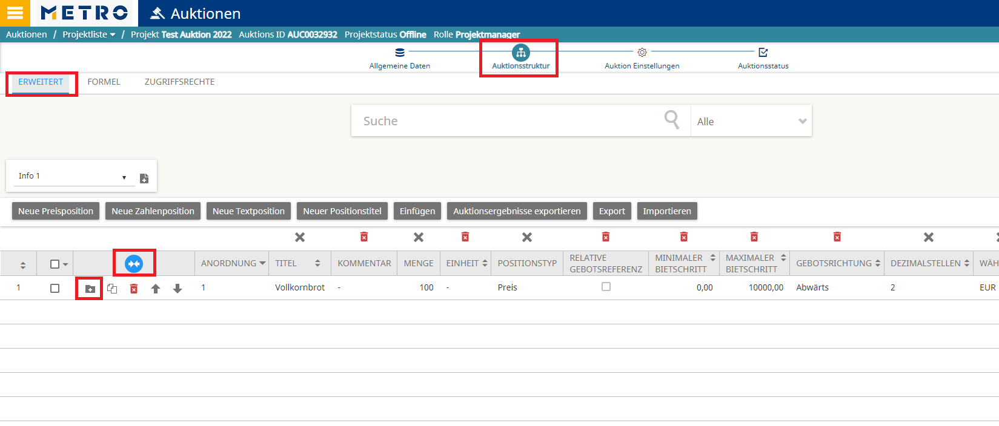 METRO Auktionen
Auktionen / Projektliste / Projekt Test Auktion 2022 Auktions ID AUC0032932 Projektstatus Offline Rolle Projektmanager
Allgemeine Daten Auktionsstruktur Auktion Einstellungen Auktionsstatus
ERWEITERT FORMEL ZUGRIFFSRECHTE
Suche Alle
Info 1
Neue Preisposition Neue Zahlenposition Neue Textposition Neuer Positionstitel Einfügen Auktionsergebnisse exportieren Export Importieren
ANORDNUNG TITEL KOMMENTAR MENGE EINHEIT POSITIONSTYP RELATIVE GEBOTSREFERENZ MINIMALER BIETSCHRITT MAXIMALER BIETSCHRITT GEBOTSRICHTUNG DEZIMALSTELLEN WÄH
1 1 Vollkornbrot - 100 - Preis 0,00 10000,00 Abwärts 2 EUR